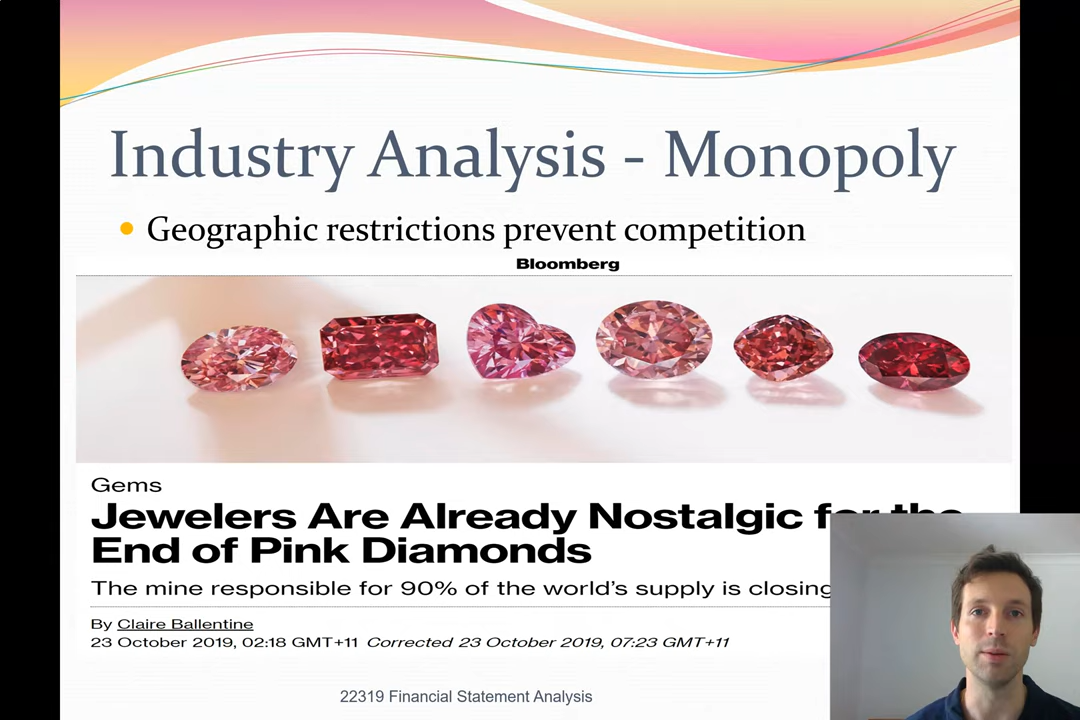 Industry Analysis - Monopoly
Geographic restrictions prevent competition
Bloomberg
Gems
Jewelers Are Already Nostalgic for the
End of Pink Diamonds
The mine responsible for 90% of the world's supply is closing
By Claire Ballentine
23 October 2019, 02:18 GMT+11 Corrected 23 October 2019, 07:23 GMT+11
22319 Financial Statement Analysis